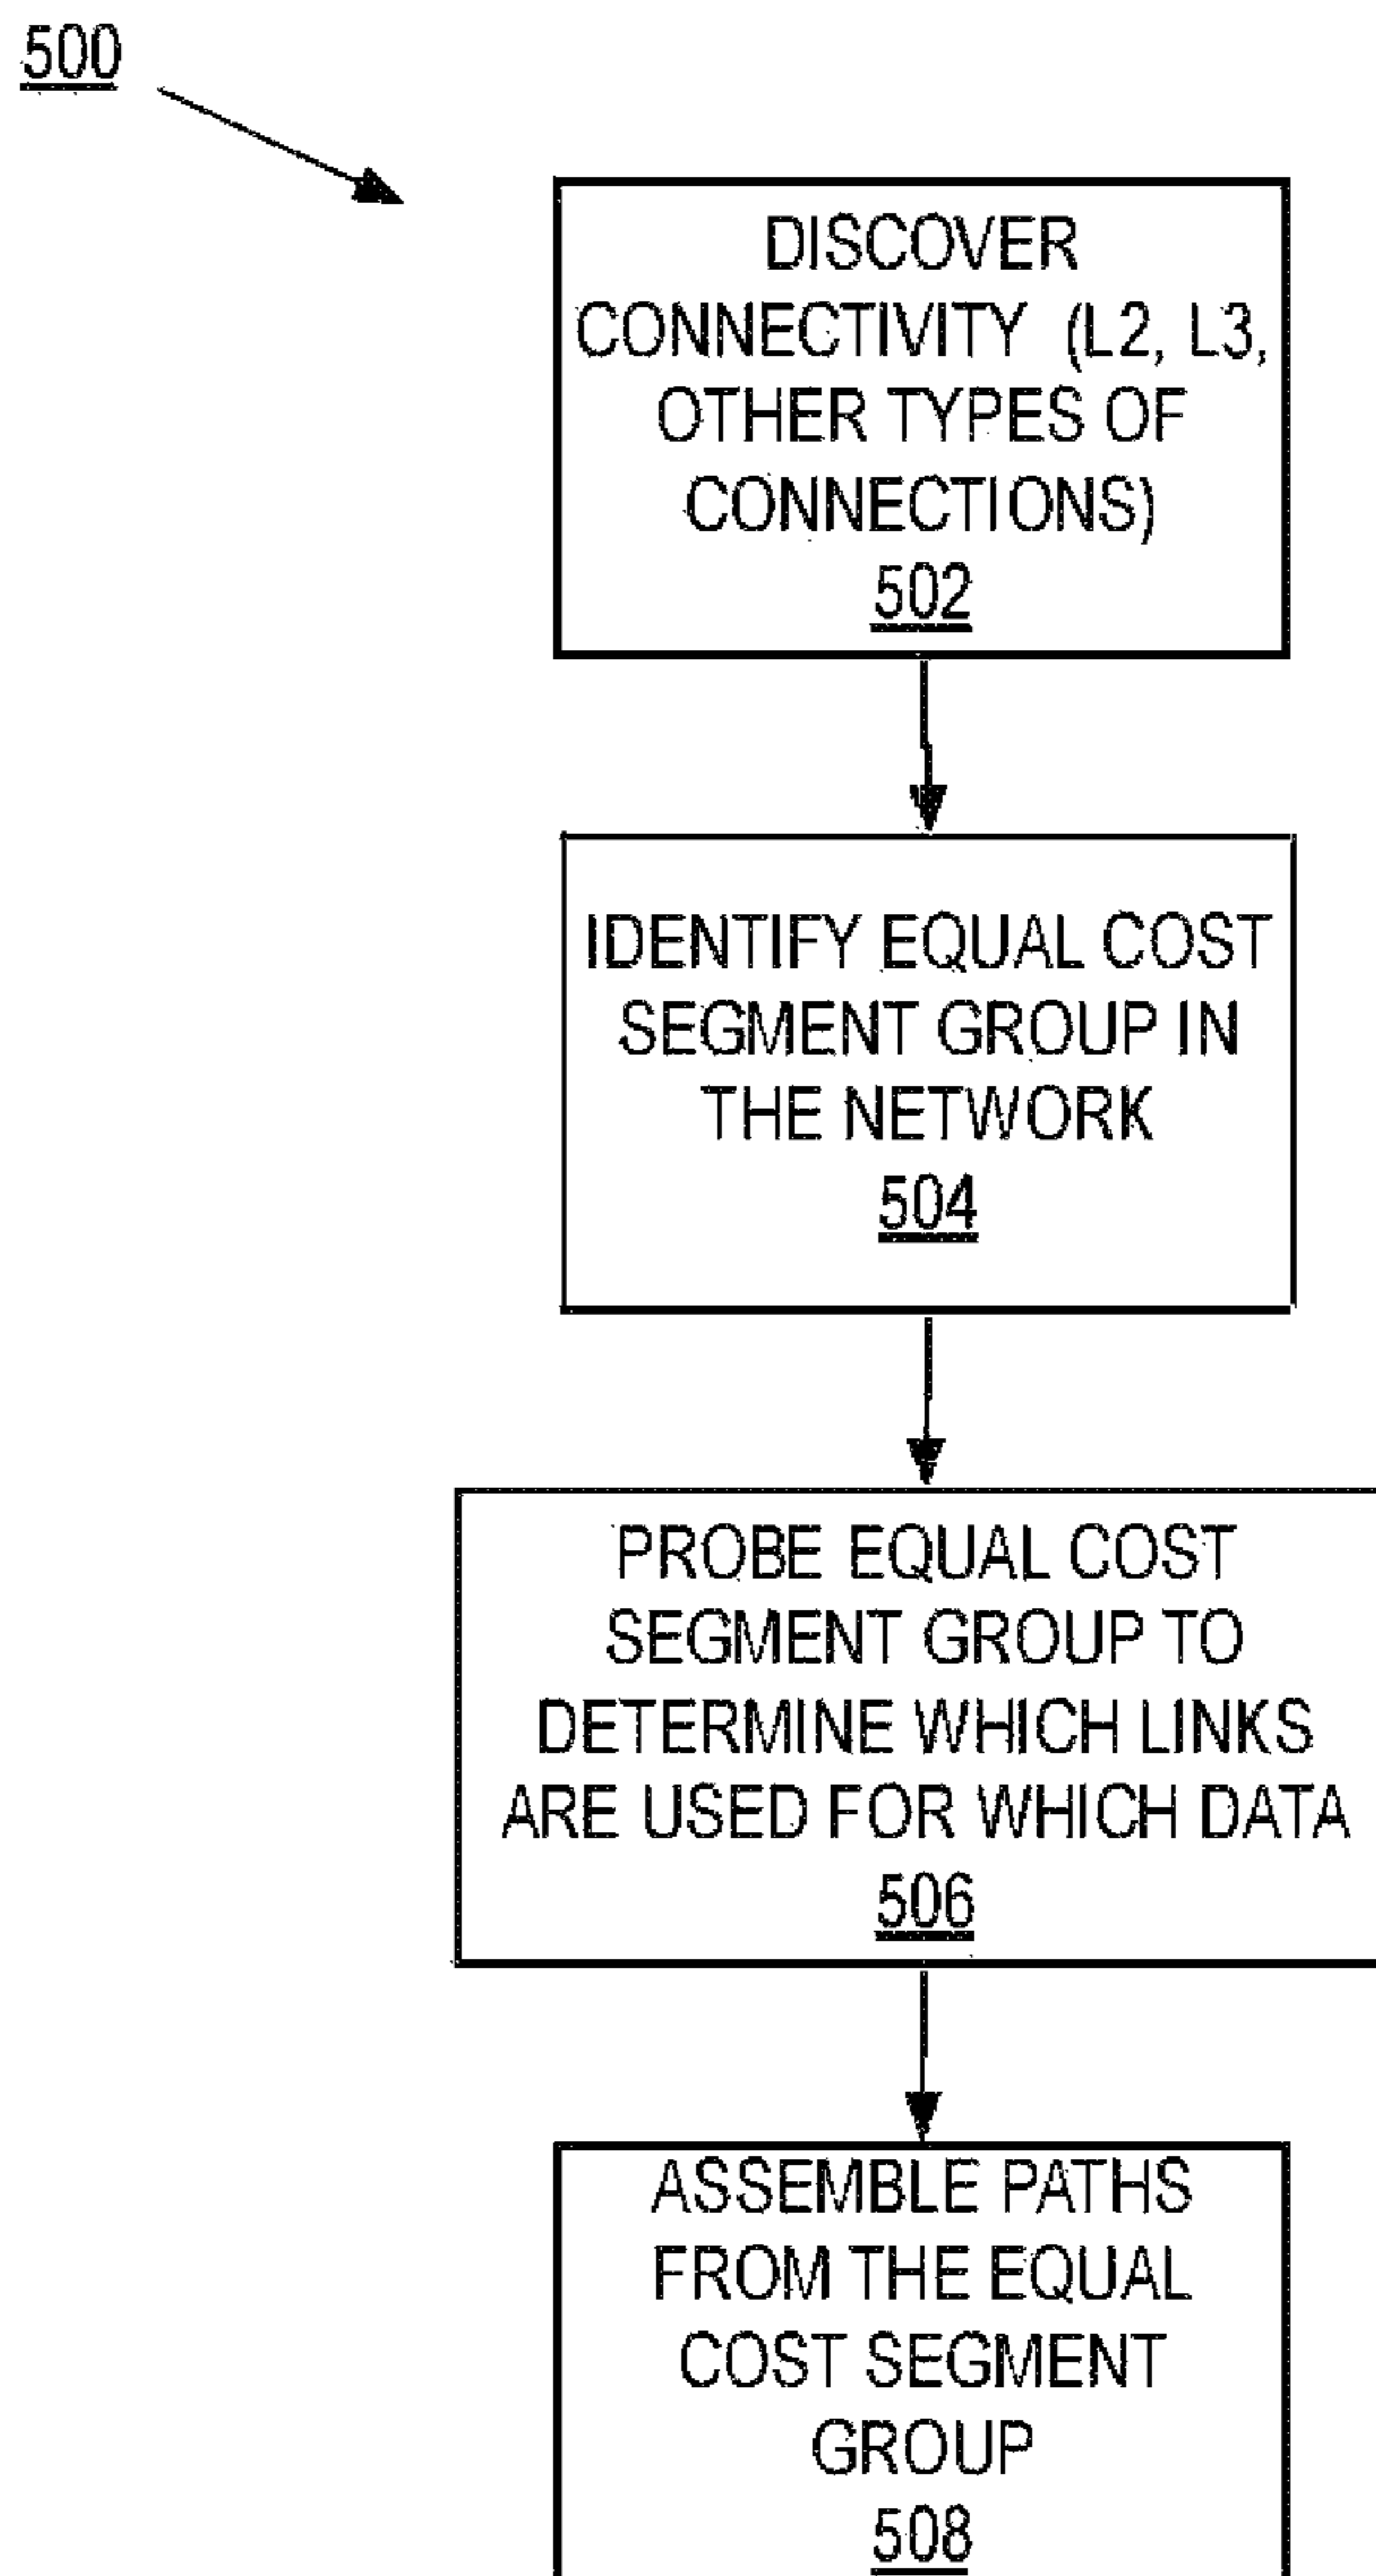 500
DISCOVER
CONNECTIVITY (L2, L3,
OTHER TYPES OF
CONNECTIONS)
502
IDENTIFY EQUAL COST
SEGMENT GROUP IN
THE NETWORK
504
PROBE EQUAL COST
SEGMENT GROUP TO
DETERMINE WHICH LINKS
ARE USED FOR WHICH DATA
506
ASSEMBLE PATHS
FROM THE EQUAL
COST SEGMENT
GROUP
508